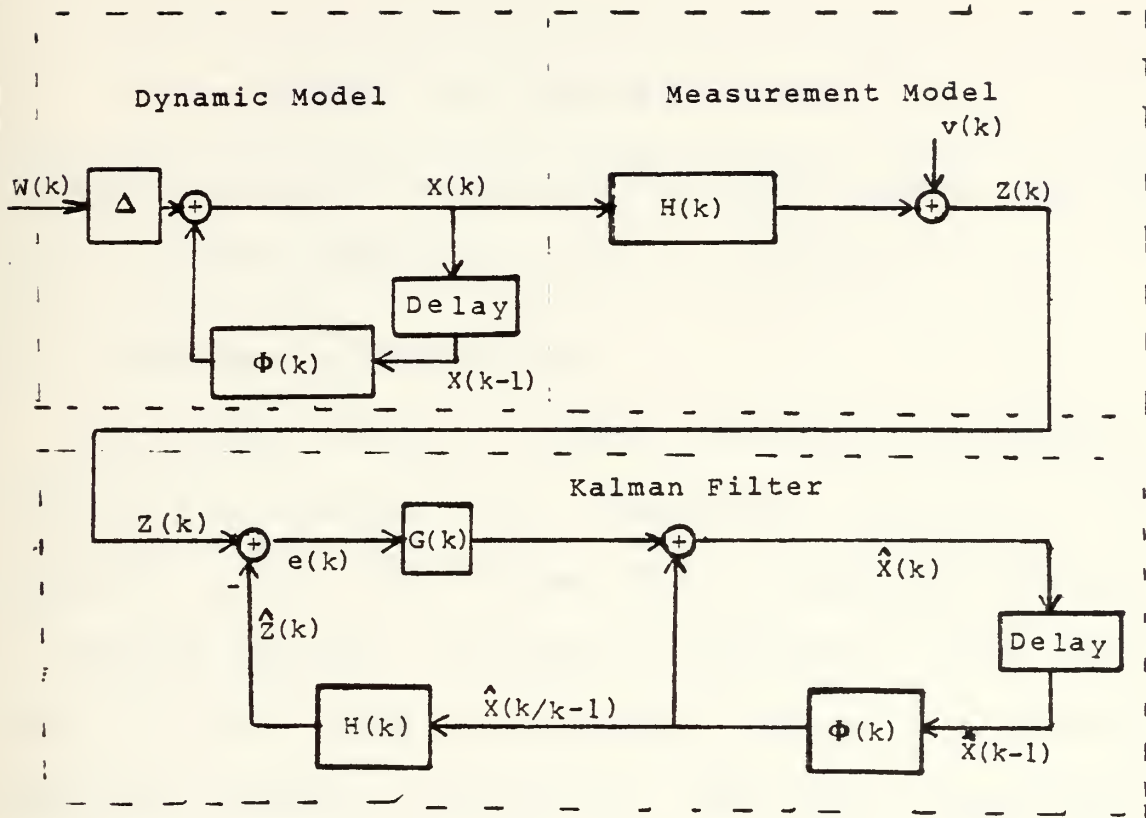 Dynamic Model
Measurement Model
v(k)
W(k)
Δ
+
X(k)
H(k)
+
Z(k)
Delay
Φ(k)
X(k-1)
Kalman Filter
Z(k)
+
-
e(k)
G(k)
+
X̂(k)
Ẑ(k)
Delay
H(k)
X̂(k/k-1)
Φ(k)
X̂(k-1)